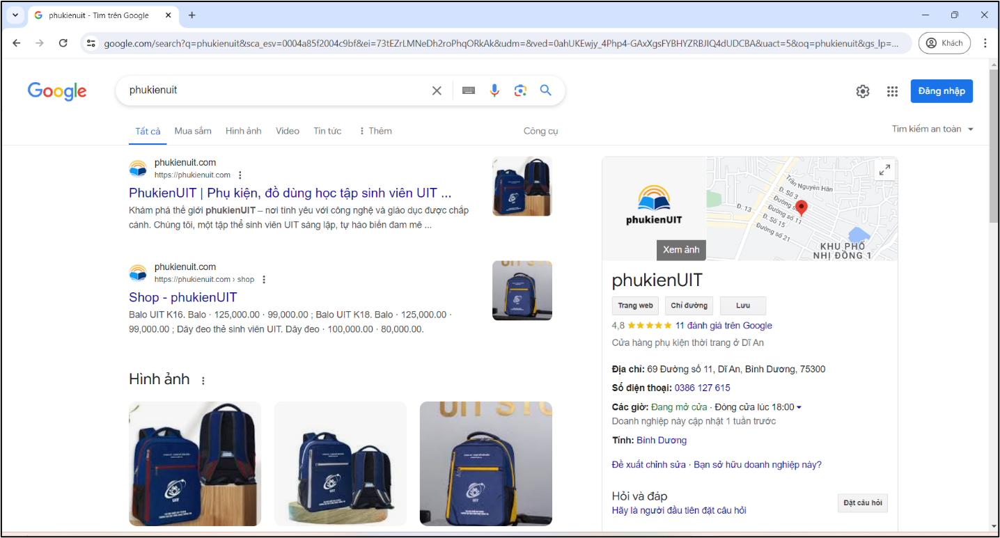 phukienuit - Tìm trên Google
google.com/search?q=phukienuit&sca_esv=0004a85f2004c9bf&ei=73tEZrLMNeDh2roPhqORkAk&udm=&ved=0ahUKEwjy_4Php4-GAxXgsFYBHYZRBJIQ4dUDCBA&uact=5&oq=phukienuit&gs_lp=...
Khách
Google
phukienuit
Đăng nhập
Tất cả
Mua sắm
Hình ảnh
Video
Tin tức
Thêm
Công cụ
Tìm kiếm an toàn
phukienuit.com
https://phukienuit.com
PhukienUIT | Phụ kiện, đồ dùng học tập sinh viên UIT ...
Khám phá thế giới phukienUIT – nơi tình yêu với công nghệ và giáo dục được chắp
cánh. Chúng tôi, một tập thể sinh viên UIT sáng lập, tự hào biến đam mê ...
phukienuit.com
https://phukienuit.com › shop
Shop - phukienUIT
Balo UIT K16. Balo · 125,000.00 - 99,000.00 ; Balo UIT K18. Balo · 125,000.00 ·
99,000.00 ; Dây đeo thẻ sinh viên UIT. Dây đeo · 100,000.00 · 80,000.00.
Hình ảnh
UIT
UIT
UIT STO
UIT
phukienUIT
Xem ảnh
Trần Nguyên Hãn
Đ. Số 3
Đường số
Đ. 13
Đường số 11
Đ. Số 15
Đường số 21
KHU PHỐ
NHỊ ĐỒNG 1
phukienUIT
Trang web
Chỉ đường
Lưu
4,8
11 đánh giá trên Google
Cửa hàng phụ kiện thời trang ở Dĩ An
Địa chỉ: 69 Đường số 11, Dĩ An, Bình Dương, 75300
Số điện thoại: 0386 127 615
Các giờ: Đang mở cửa · Đóng cửa lúc 18:00
Doanh nghiệp này cập nhật 1 tuần trước
Tỉnh: Bình Dương
Đề xuất chỉnh sửa · Bạn sở hữu doanh nghiệp này?
Hỏi và đáp
Hãy là người đầu tiên đặt câu hỏi
Đặt câu hỏi